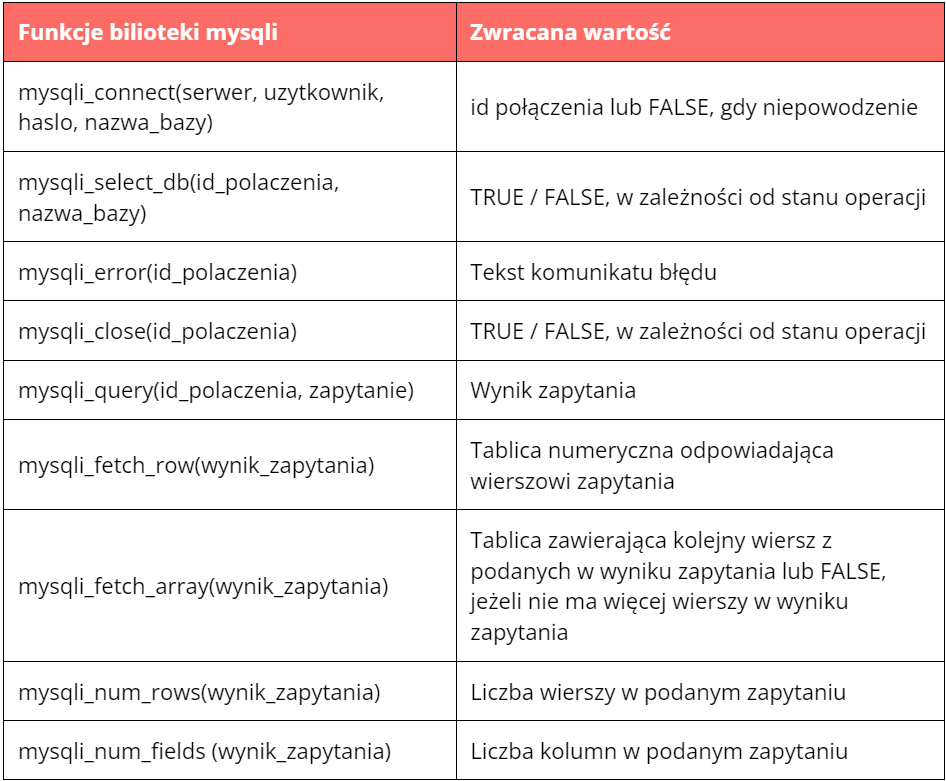 Funkcje bilioteki mysqli
Zwracana wartość
mysqli_connect(serwer, uzytkownik,
haslo, nazwa_bazy)
id połączenia lub FALSE, gdy niepowodzenie
mysqli_select_db(id_polaczenia,
nazwa_bazy)
TRUE / FALSE, w zależności od stanu operacji
mysqli_error(id_polaczenia)
Tekst komunikatu błędu
mysqli_close(id_polaczenia)
TRUE / FALSE, w zależności od stanu operacji
mysqli_query(id_polaczenia, zapytanie)
Wynik zapytania
mysqli_fetch_row(wynik_zapytania)
Tablica numeryczna odpowiadająca
wierszowi zapytania
mysqli_fetch_array(wynik_zapytania)
Tablica zawierająca kolejny wiersz z
podanych w wyniku zapytania lub FALSE,
jeżeli nie ma więcej wierszy w wyniku
zapytania
mysqli_num_rows(wynik_zapytania)
Liczba wierszy w podanym zapytaniu
mysqli_num_fields (wynik_zapytania)
Liczba kolumn w podanym zapytaniu